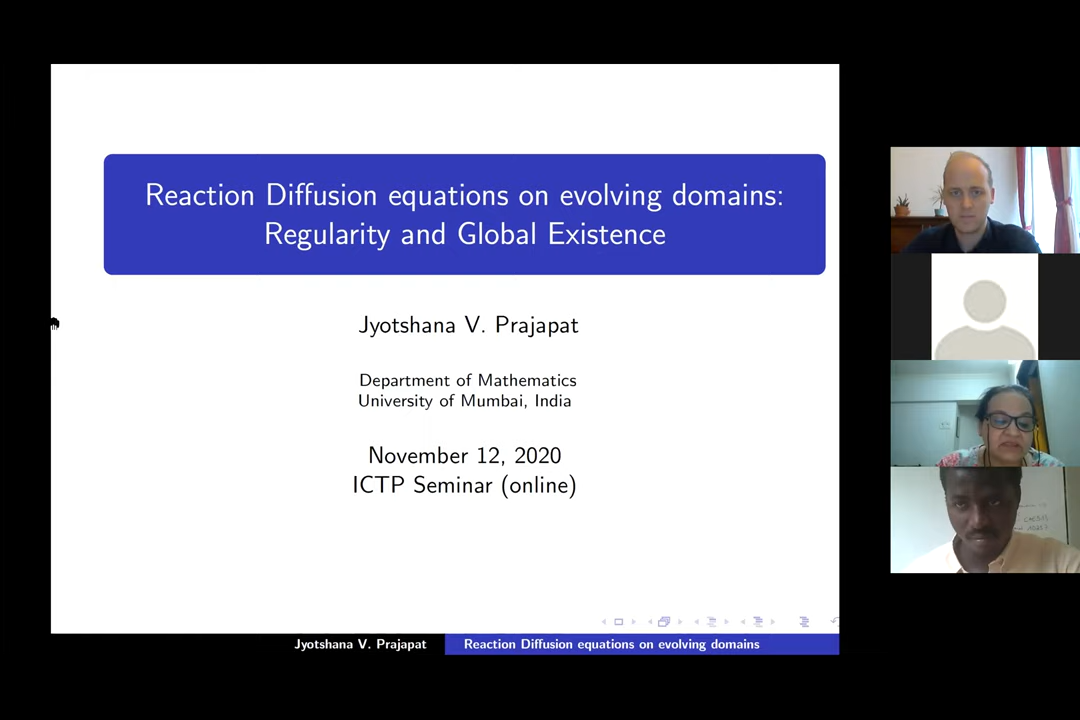 Reaction Diffusion equations on evolving domains:
Regularity and Global Existence
Jyotshana V. Prajapat
Department of Mathematics
University of Mumbai, India
November 12, 2020
ICTP Seminar (online)
Jyotshana V. Prajapat
Reaction Diffusion equations on evolving domains